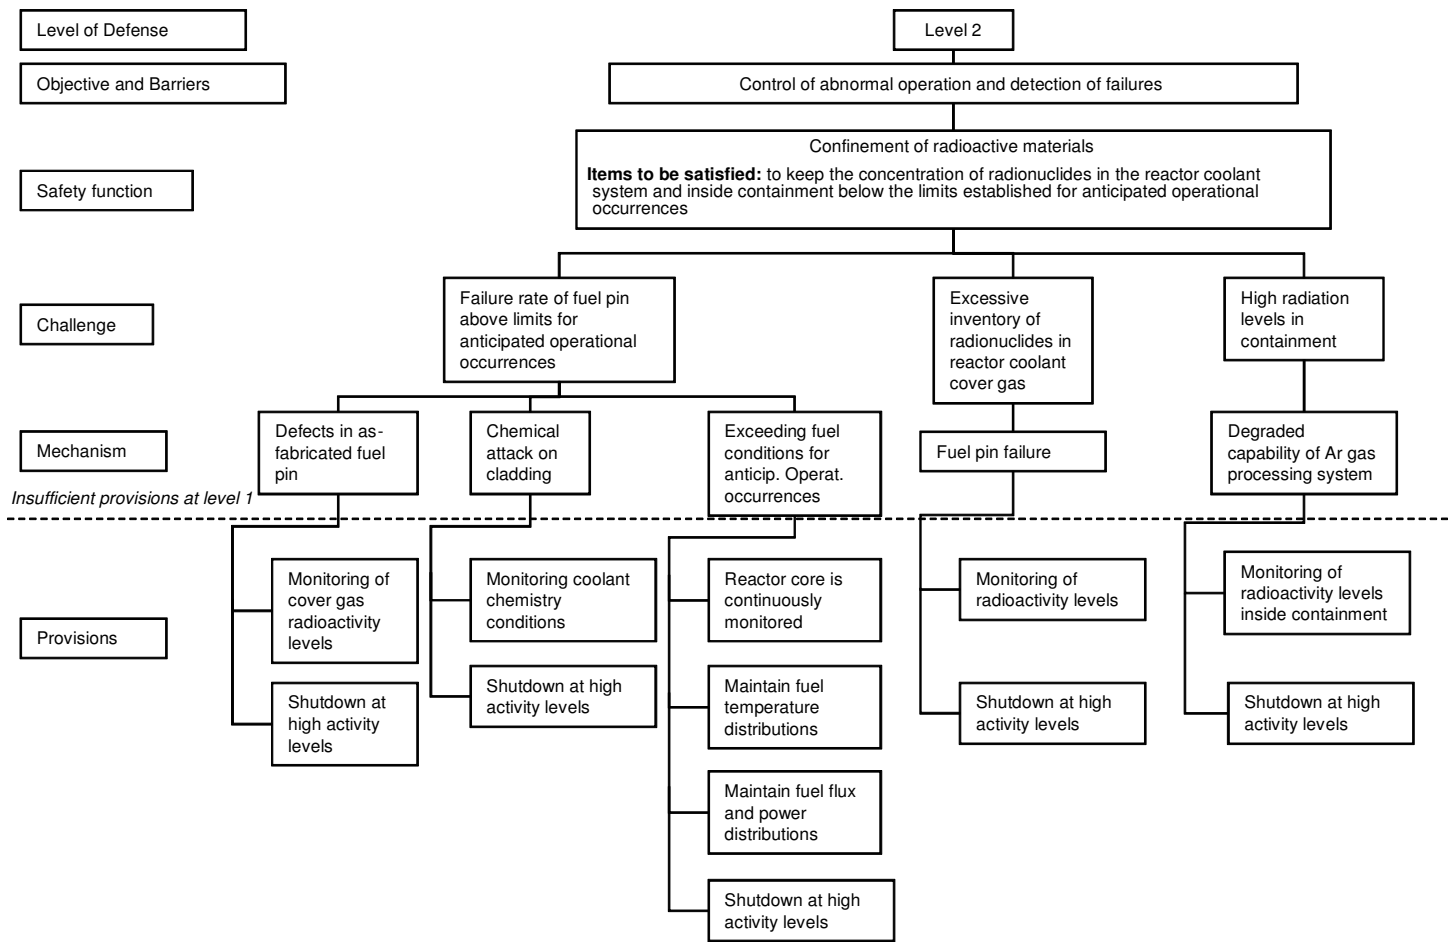 Level of Defense
Level 2
Objective and Barriers
Control of abnormal operation and detection of failures
Safety function
Confinement of radioactive materials
Items to be satisfied: to keep the concentration of radionuclides in the reactor coolant
system and inside containment below the limits established for anticipated operational
occurrences
Challenge
Failure rate of fuel pin
above limits for
anticipated operational
occurrences
Excessive
inventory of
radionuclides in
reactor coolant
cover gas
High radiation
levels in
containment
Mechanism
Defects in as-
fabricated fuel
pin
Chemical
attack on
cladding
Exceeding fuel
conditions for
anticip. Operat.
occurrences
Fuel pin failure
Degraded
capability of Ar gas
processing system
Insufficient provisions at level 1
Provisions
Monitoring of
cover gas
radioactivity
levels
Shutdown at
high activity
levels
Monitoring coolant
chemistry
conditions
Shutdown at high
activity levels
Reactor core is
continuously
monitored
Maintain fuel
temperature
distributions
Maintain fuel flux
and power
distributions
Shutdown at high
activity levels
Monitoring of
radioactivity levels
Shutdown at high
activity levels
Monitoring of
radioactivity levels
inside containment
Shutdown at high
activity levels